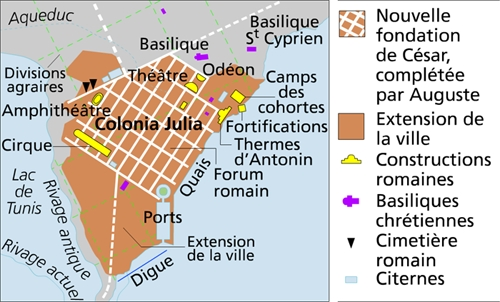 Aqueduc
Basilique
St Cyprien
Basilique
Divisions
agraires
Théâtre
Odéon
Camps
des
cohortes
Amphithéâtre
Colonia Julia
Fortifications
Thermes
d'Antonin
Cirque
Quais
Forum
romain
Lac
de
Tunis
Rivage antique
Rivage actuel
Ports
Extension
de la ville
Digue
Nouvelle
fondation
de César,
complétée
par Auguste
Extension de
la ville
Constructions
romaines
Basiliques
chrétiennes
Cimetière
romain
Citernes